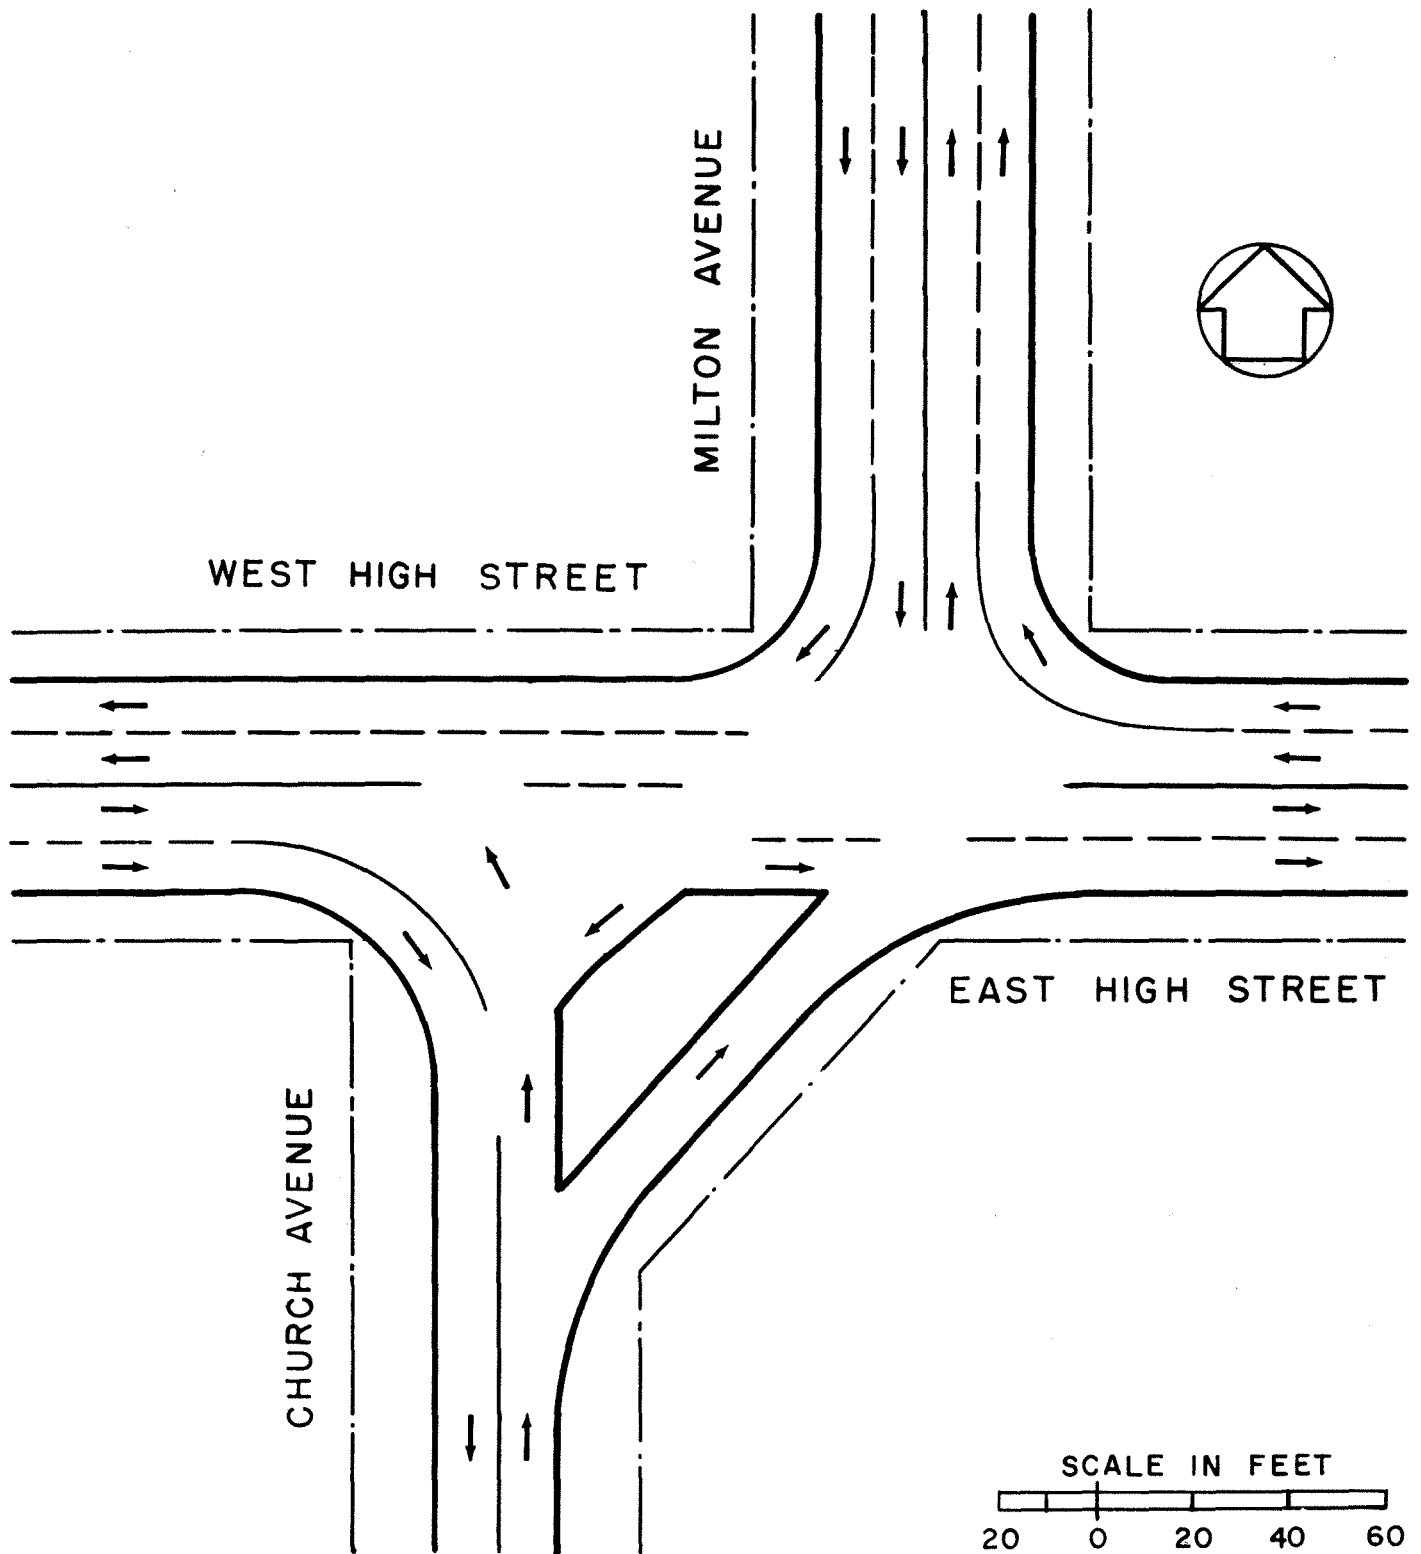 MILTON AVENUE
WEST HIGH STREET
EAST HIGH STREET
CHURCH AVENUE
SCALE IN FEET
20 0 20 40 60